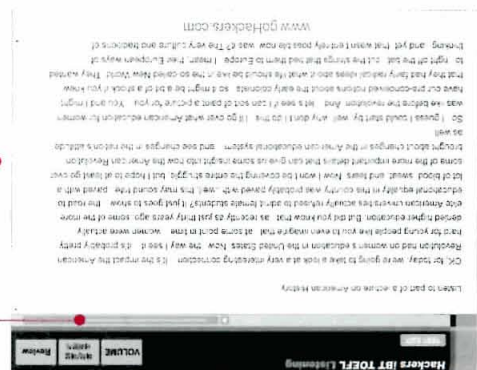 Hackers iBT TOEFL Listening
VOLUME
Review
Listen to part of a lecture on American History
OK, for today, we're going to take a look at a very interesting connection. It's the impact the American
Revolution had on women's education in the United States. Now, the way I see it, it's probably pretty
hard for young people like you to even imagine that, at some point in time, women were actually
denied higher education. But did you know that, as recently as just thirty years ago, some of the more
elite American universities actually refused to admit female students? It just goes to show, the road to
educational equality in this country was probably paved with...well, this may sound trite, paved with a
lot of blood, sweat and tears. Now I won't be covering the entire struggle, but I hope to at least go over
some of the more important details that can give us some insight into how the American Revolution
brought about changes in the American educational system... and see changes in the nation's attitude
as well.
So, I guess I could start by...well, why don't I do this...I'll go over what American education for women
was like before the revolution. And...let's see if I can sort of paint a picture for you. You and I might
have our pre-conceived notions about the early colonists, so it might be a bit of a shock if you knew
that they had fairly radical ideas about what life should be like in the so-called New World. They wanted
to, right off the bat, cut the strings that tied them to Europe. I mean, their European ways of
thinking, and yet that wasn't entirely possible now, was it? The very culture and traditions of
www.goHackers.com